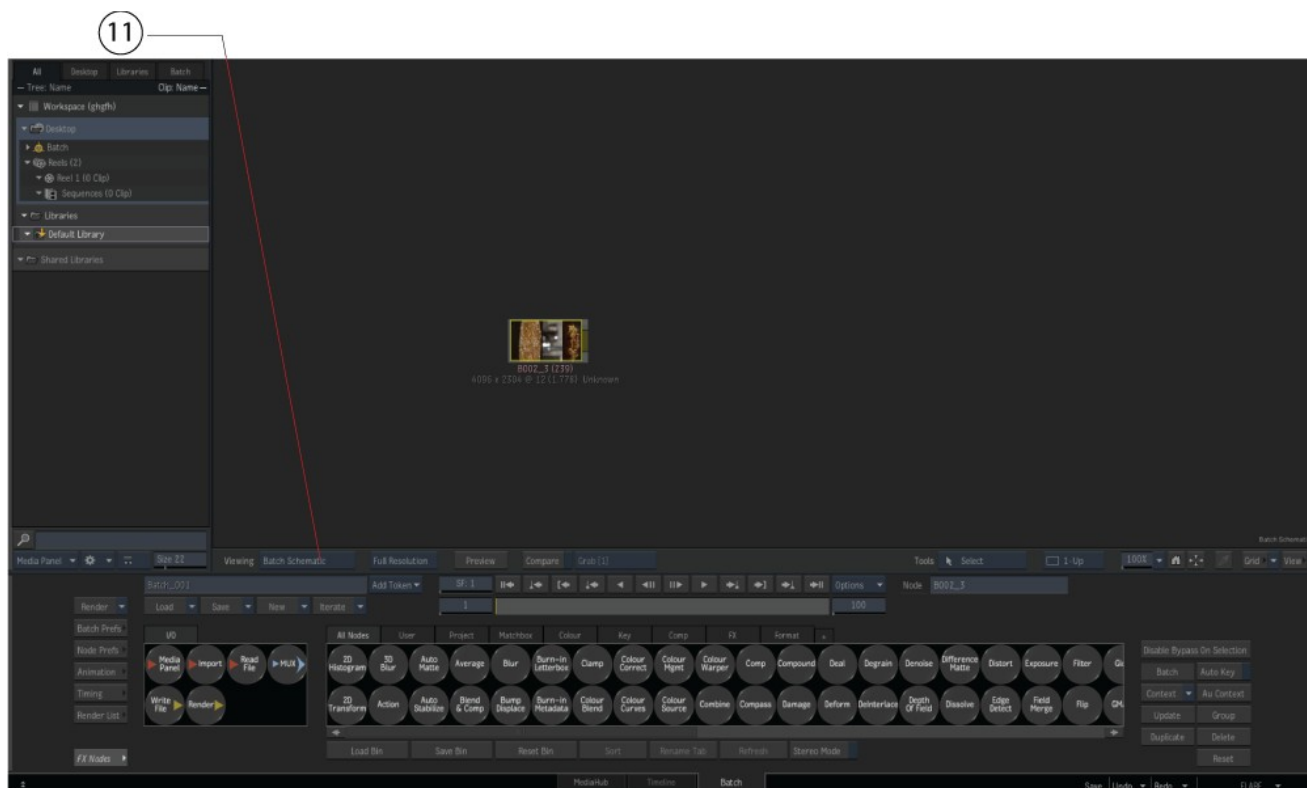 11
All Desktop Libraries Batch
Tree: Name Clip: Name
Workspace (ghgfh)
Desktop
Batch
Reels (2)
Reel 1 (0 Clip)
Sequences (0 Clip)
Libraries
Default Library
Shared Libraries
B002_3 (239)
4096 x 2304 @ 12 (1.778) Unknown
Batch Schemati
Media Panel Size 22 Viewing Batch Schematic Full Resolution Preview Compare Grab [1] Tools Select 1-Up 100% Grid View
Batch_001 Add Token SF: 1 Options Node B002_3
Render Load Save New Iterate 1 100
Batch Prefs I/O All Nodes User Project Matchbox Colour Key Comp FX Format +
Node Prefs
Animation
Timing
Render List
FX Nodes
Media Panel Import Read File MUX
Write File Render
2D Histogram 3D Blur Auto Matte Average Blur Burn-in Letterbox Clamp Colour Correct Colour Mgmt Colour Warper Comp Compound Deal Degrain Denoise Difference Matte Distort Exposure Filter
2D Transform Action Auto Stabilize Blend & Comp Bump Displace Burn-in Metadata Colour Blend Colour Curves Colour Source Combine Compass Damage Deform Deinterlace Depth Of Field Dissolve Edge Detect Field Merge Flip GM
Load Bin Save Bin Reset Bin Sort Rename Tab Refresh Stereo Mode
Disable Bypass On Selection
Batch Auto Key
Context Au Context
Update Group
Duplicate Delete
Reset
MediaHub Timeline Batch Save Undo Redo FLARE